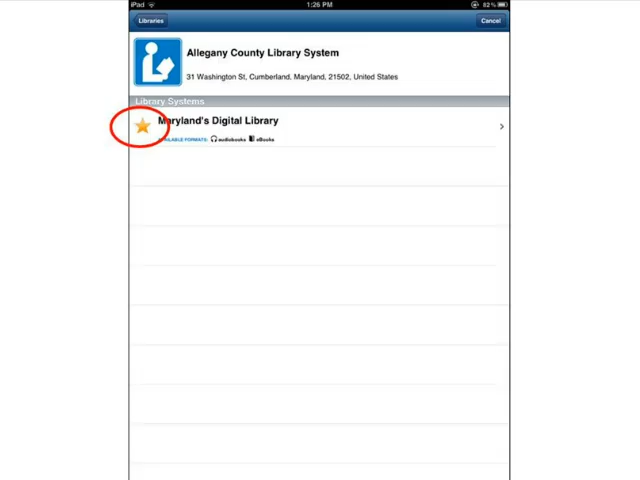 iPad 1:26 PM 82%
Libraries Cancel
Allegany County Library System
31 Washington St, Cumberland, Maryland, 21502, United States
Library Systems
Maryland's Digital Library
AVAILABLE FORMATS: audiobooks eBooks